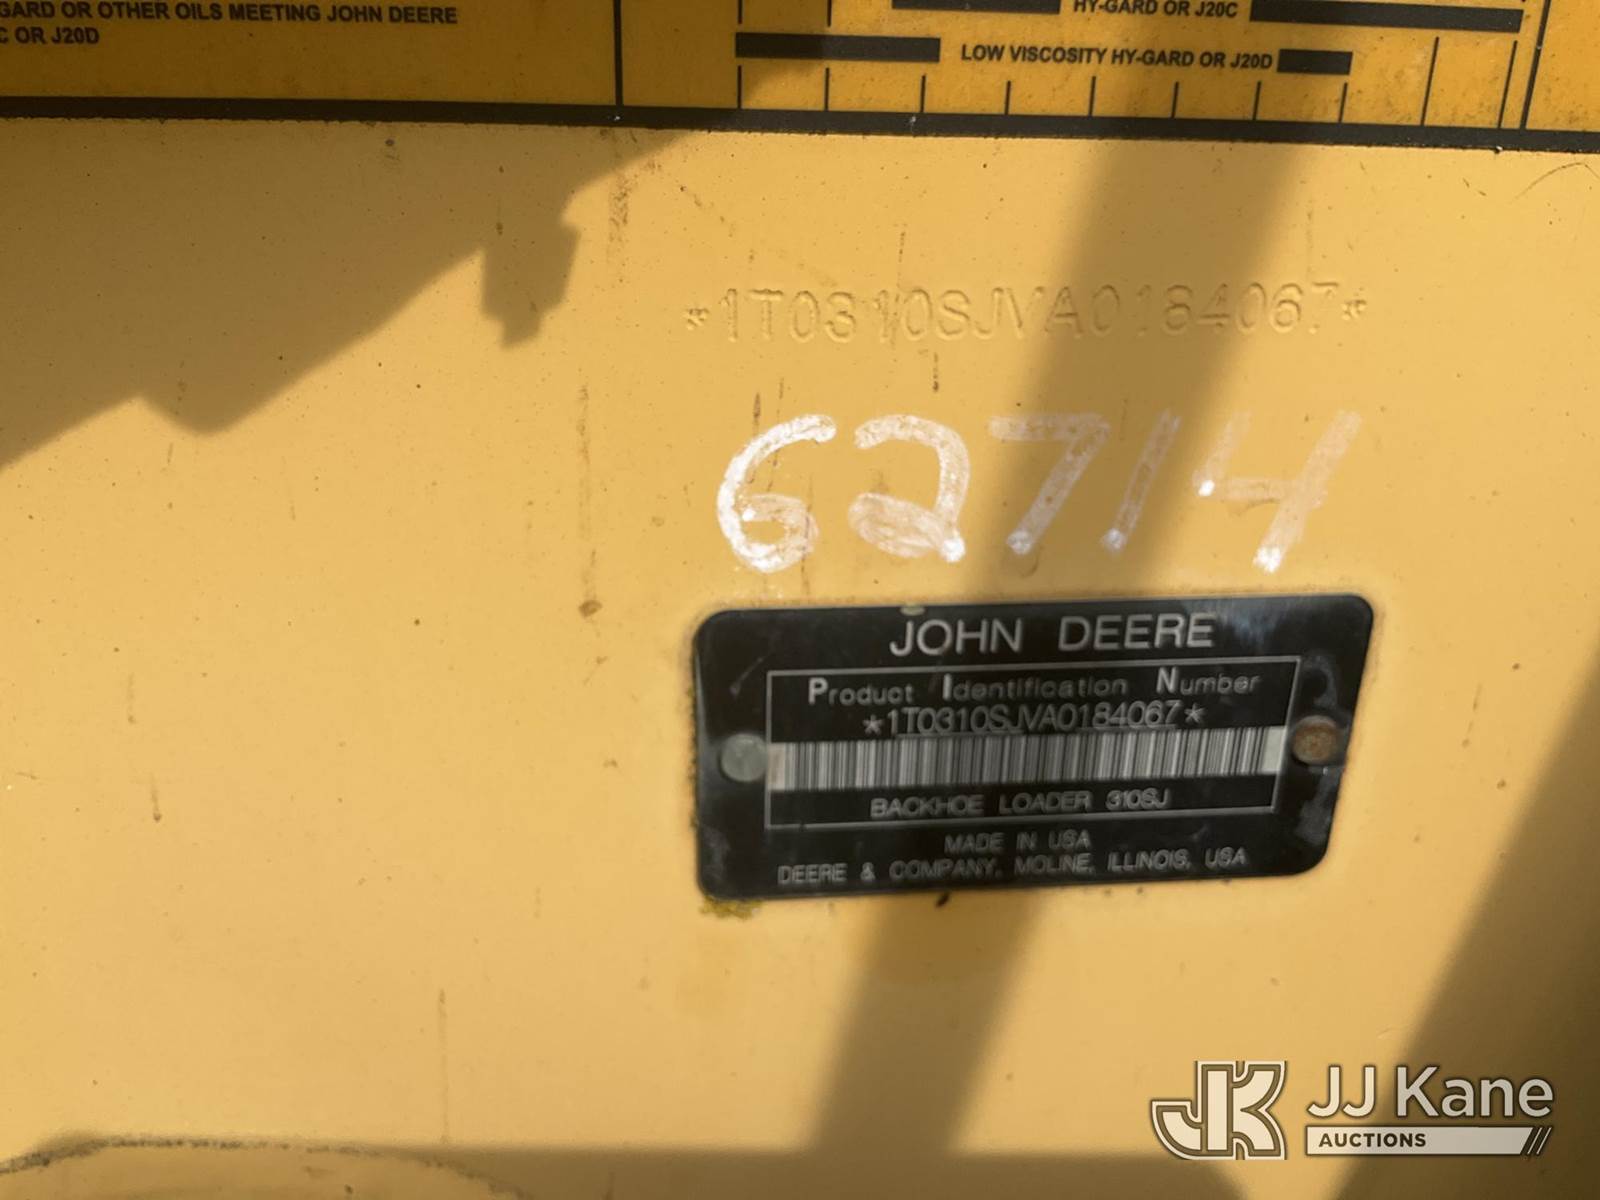 GARD OR OTHER OILS MEETING JOHN DEERE
C OR J20D
HY-GARD OR J20C
LOW VISCOSITY HY-GARD OR J20D
*1T0310SJVA0184067*
62714
JOHN DEERE
Product Identification Number
*1T0310SJVA0184067*
BACKHOE LOADER 310SJ
MADE IN USA
DEERE & COMPANY, MOLINE, ILLINOIS, USA
JK JJ Kane
AUCTIONS